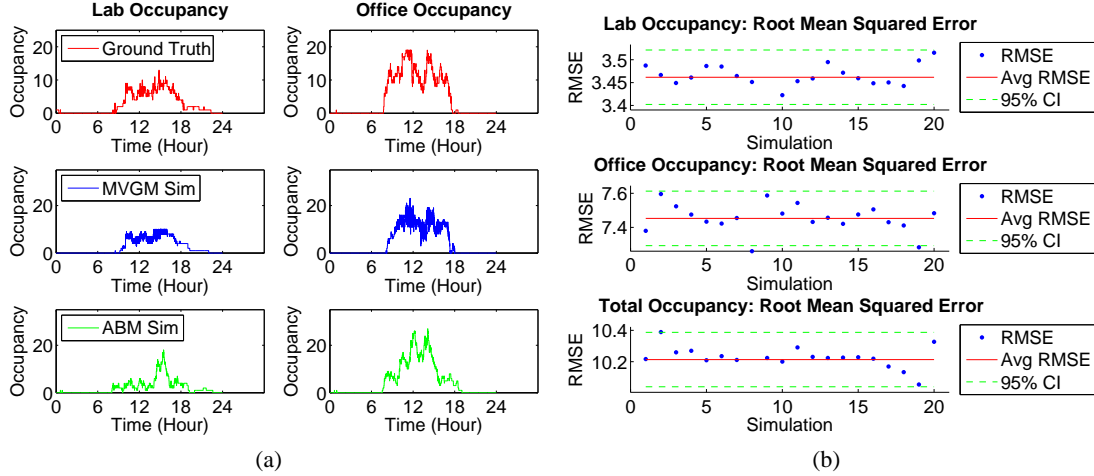 Lab Occupancy
Office Occupancy
20
10
0
Occupancy
Ground Truth
0 6 12 18 24
Time (Hour)
20
10
0
Occupancy
0 6 12 18 24
Time (Hour)
20
0
Occupancy
MVGM Sim
0 6 12 18 24
Time (Hour)
20
0
Occupancy
0 6 12 18 24
Time (Hour)
20
0
Occupancy
ABM Sim
0 6 12 18 24
Time (Hour)
20
0
Occupancy
0 6 12 18 24
Time (Hour)
(a)
(b)
Lab Occupancy: Root Mean Squared Error
3.5
3.45
3.4
RMSE
0 5 10 15 20
Simulation
RMSE
Avg RMSE
95% CI
Office Occupancy: Root Mean Squared Error
7.6
7.4
RMSE
0 5 10 15 20
Simulation
RMSE
Avg RMSE
95% CI
Total Occupancy: Root Mean Squared Error
10.4
10.2
RMSE
0 5 10 15 20
Simulation
RMSE
Avg RMSE
95% CI
(b)